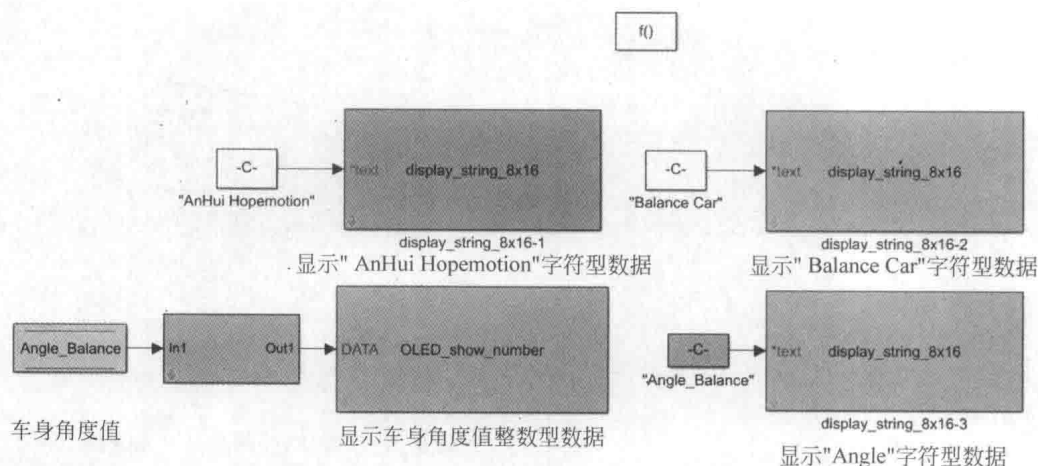 f()
-C-
*text display_string_8x16
"AnHui Hopemotion"
display_string_8x16-1
显示" AnHui Hopemotion"字符型数据
-C-
*text display_string_8x16
"Balance Car"
display_string_8x16-2
显示" Balance Car"字符型数据
Angle_Balance
In1 Out1
DATA OLED_show_number
车身角度值
显示车身角度值整数型数据
-C-
*text display_string_8x16
"Angle_Balance"
display_string_8x16-3
显示"Angle"字符型数据